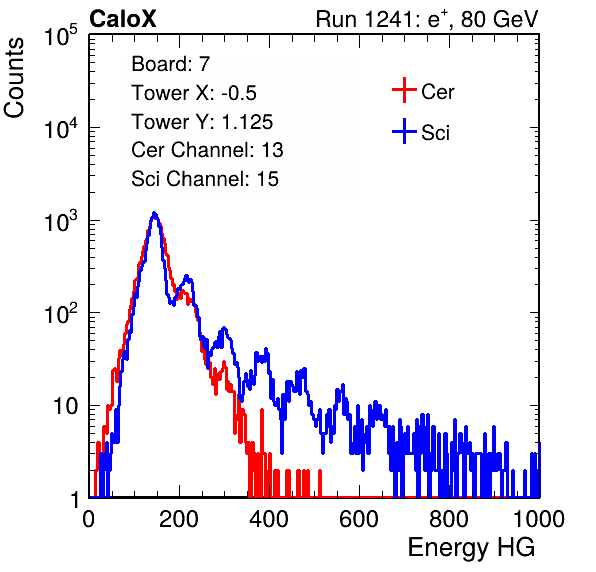 CaloX Run 1241: e⁺, 80 GeV
Counts
10⁵
10⁴
10³
10²
10
1
Board: 7
Tower X: -0.5
Tower Y: 1.125
Cer Channel: 13
Sci Channel: 15
Cer
Sci
0 200 400 600 800 1000
Energy HG